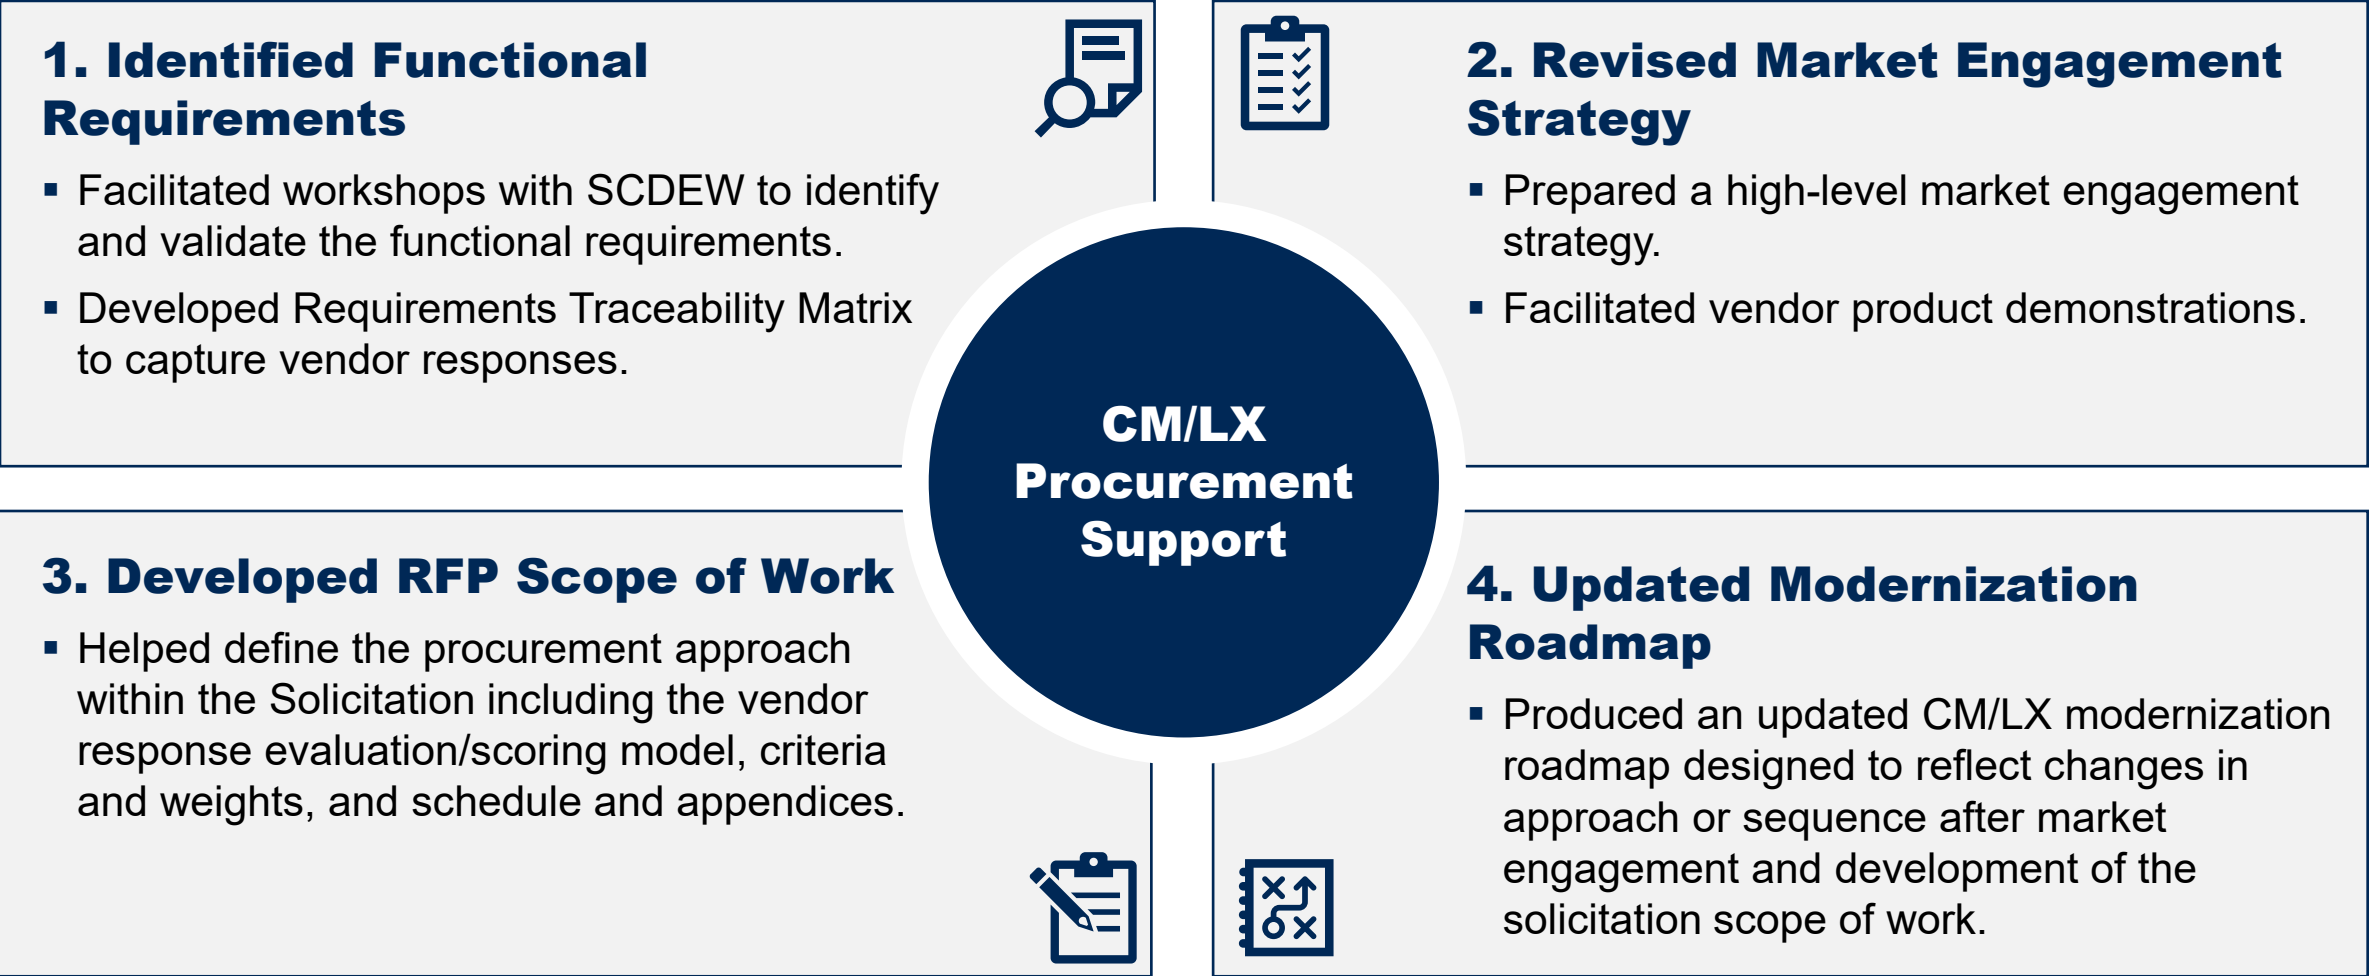 1. Identified Functional
Requirements
▪ Facilitated workshops with SCDEW to identify
and validate the functional requirements.
▪ Developed Requirements Traceability Matrix
to capture vendor responses.
2. Revised Market Engagement
Strategy
▪ Prepared a high-level market engagement
strategy.
▪ Facilitated vendor product demonstrations.
CM/LX
Procurement
Support
3. Developed RFP Scope of Work
▪ Helped define the procurement approach
within the Solicitation including the vendor
response evaluation/scoring model, criteria
and weights, and schedule and appendices.
4. Updated Modernization
Roadmap
▪ Produced an updated CM/LX modernization
roadmap designed to reflect changes in
approach or sequence after market
engagement and development of the
solicitation scope of work.